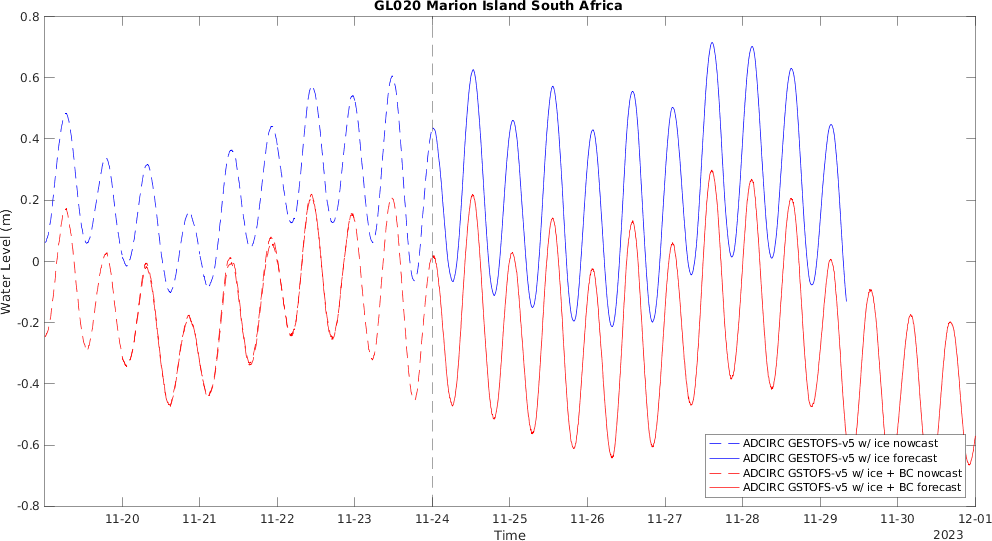 GL020 Marion Island South Africa
0.8
0.6
0.4
0.2
0
-0.2
-0.4
-0.6
-0.8
Water Level (m)
ADCIRC GESTOFS-v5 w/ ice nowcast
ADCIRC GESTOFS-v5 w/ ice forecast
ADCIRC GSTOFS-v5 w/ ice + BC nowcast
ADCIRC GSTOFS-v5 w/ ice + BC forecast
11-20 11-21 11-22 11-23 11-24 11-25 11-26 11-27 11-28 11-29 11-30 12-01
Time
2023